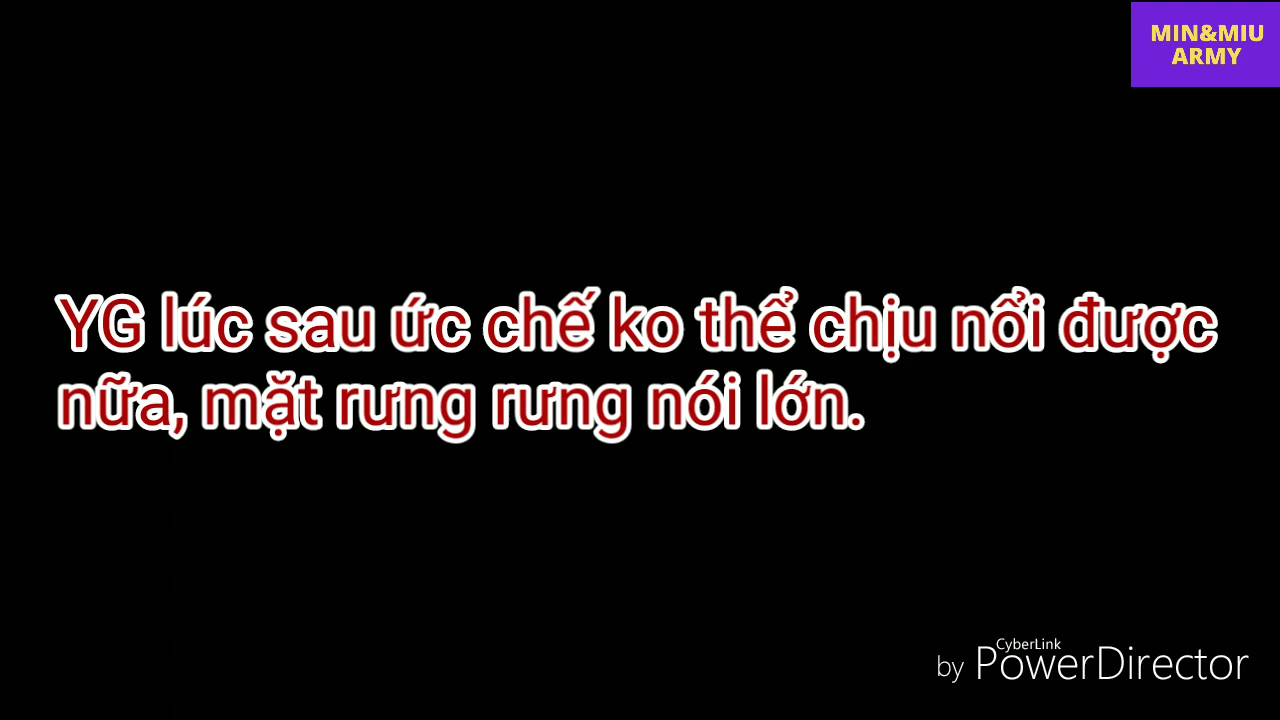 MIN&MIU
ARMY
YG lúc sau ức chế ko thể chịu nổi được
nữa, mặt rưng rưng nói lớn.
CyberLink
by PowerDirector